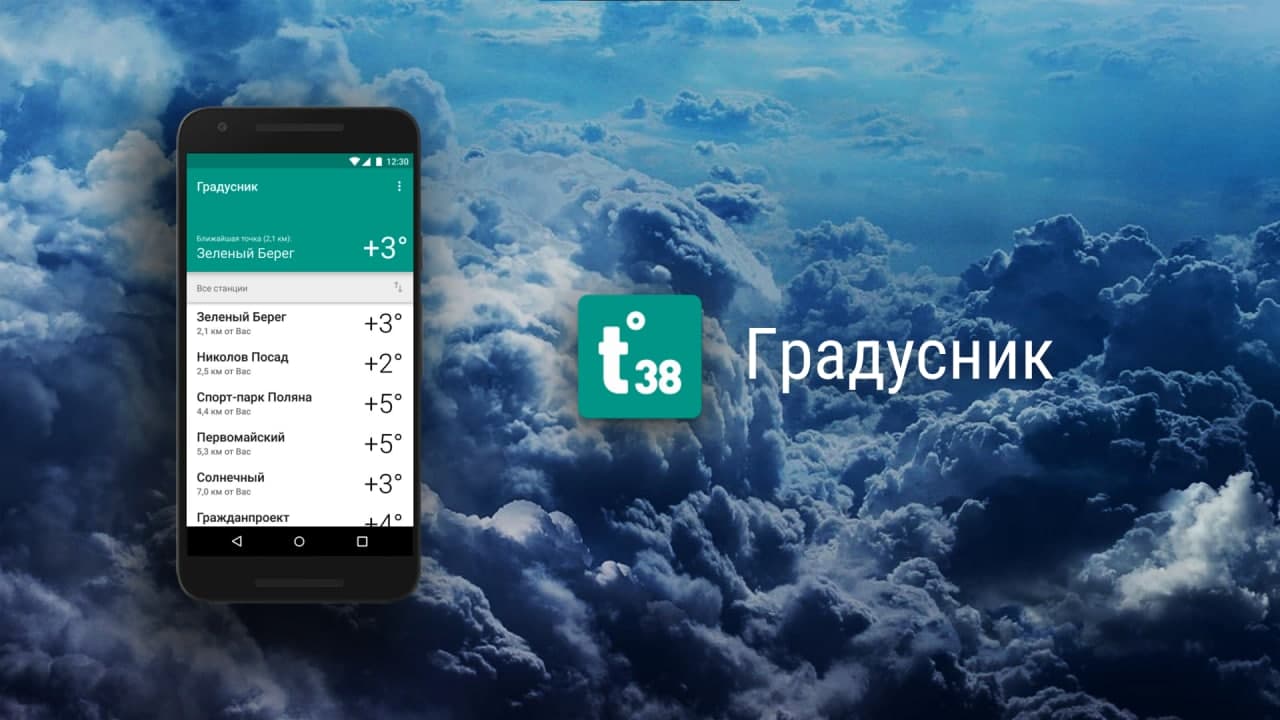 12:30
Градусник
Ближайшая точка (2,1 км):
Зеленый Берег +3°
Все станции
Зеленый Берег +3°
2,1 км от Вас
Николов Посад +2°
2,5 км от Вас
Спорт-парк Поляна +5°
4,4 км от Вас
Первомайский +5°
5,3 км от Вас
Солнечный +3°
7,0 км от Вас
Гражданпроект +4°
t°38 Градусник